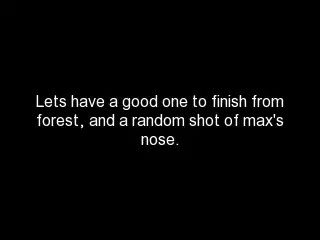 Lets have a good one to finish from
forest, and a random shot of max's
nose.